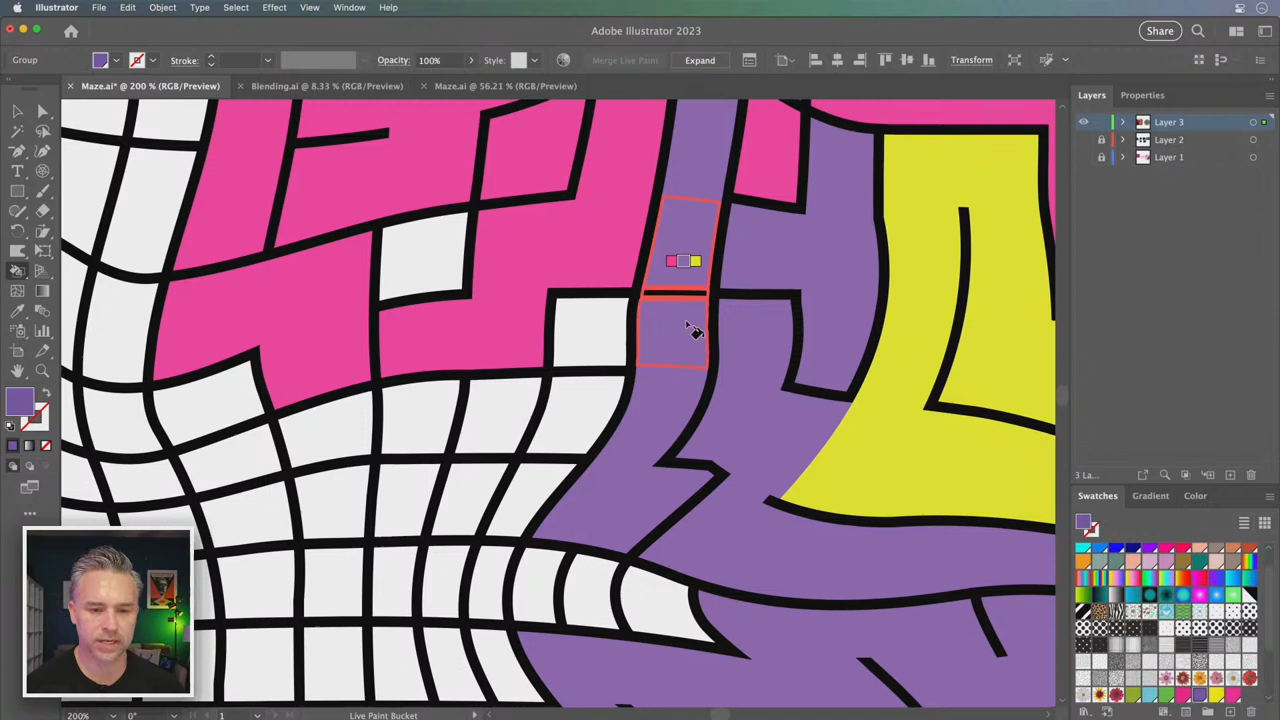 Illustrator File Edit Object Type Select Effect View Window Help
Adobe Illustrator 2023
Share
Group Stroke: Opacity: 100% Style: Merge Live Paint Expand Transform
× Maze.ai* @ 200 % (RGB/Preview) × Blending.ai @ 8.33 % (RGB/Preview) × Maze.ai @ 56.21 % (RGB/Preview)
Layers Properties
Layer 3
Layer 2
Layer 1
3 La...
Swatches Gradient Color
200% 0° 1 Live Paint Bucket